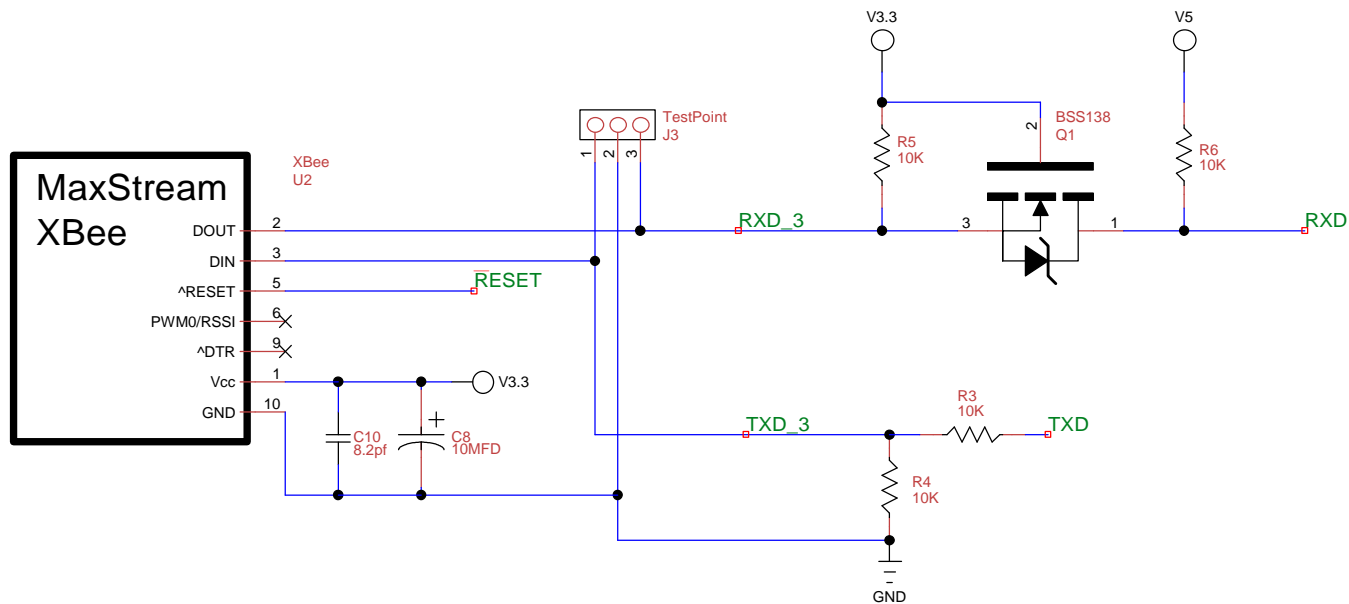 V3.3
V5
TestPoint
J3
BSS138
Q1
2
1
2
3
R5
10K
R6
10K
XBee
U2
MaxStream
XBee
DOUT
2
RXD_3
3
1
RXD
DIN
3
^RESET
5
RESET
PWM0/RSSI
6
^DTR
9
Vcc
1
V3.3
GND
10
C10
8.2pf
+
C8
10MFD
TXD_3
R3
10K
TXD
R4
10K
GND